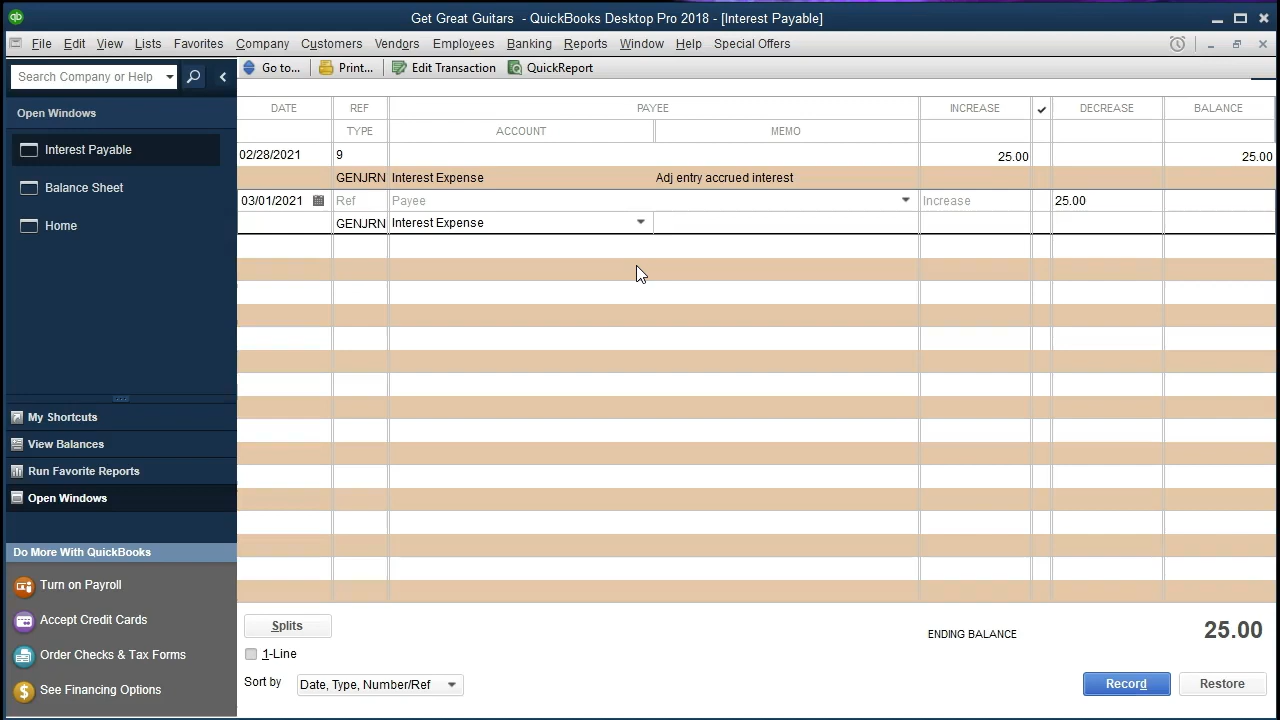 Get Great Guitars - QuickBooks Desktop Pro 2018 - [Interest Payable]
File Edit View Lists Favorites Company Customers Vendors Employees Banking Reports Window Help Special Offers
Search Company or Help
Go to... Print... Edit Transaction QuickReport
Open Windows
Interest Payable
Balance Sheet
Home
My Shortcuts
View Balances
Run Favorite Reports
Open Windows
Do More With QuickBooks
Turn on Payroll
Accept Credit Cards
Order Checks & Tax Forms
See Financing Options
DATE REF PAYEE INCREASE ✓ DECREASE BALANCE
TYPE ACCOUNT MEMO
02/28/2021 9 25.00 25.00
GENJRN Interest Expense Adj entry accrued interest
03/01/2021 Ref Payee Increase 25.00
GENJRN Interest Expense
Splits
ENDING BALANCE 25.00
1-Line
Sort by Date, Type, Number/Ref
Record Restore